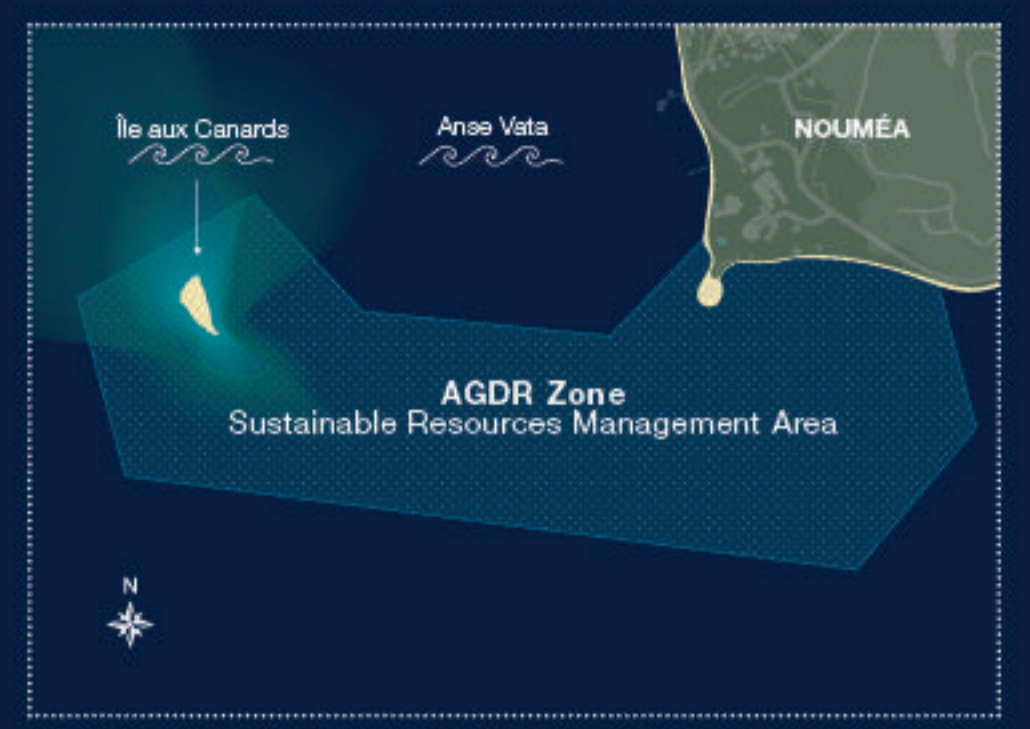 Île aux Canards
Anse Vata
NOUMÉA
AGDR Zone
Sustainable Resources Management Area
N